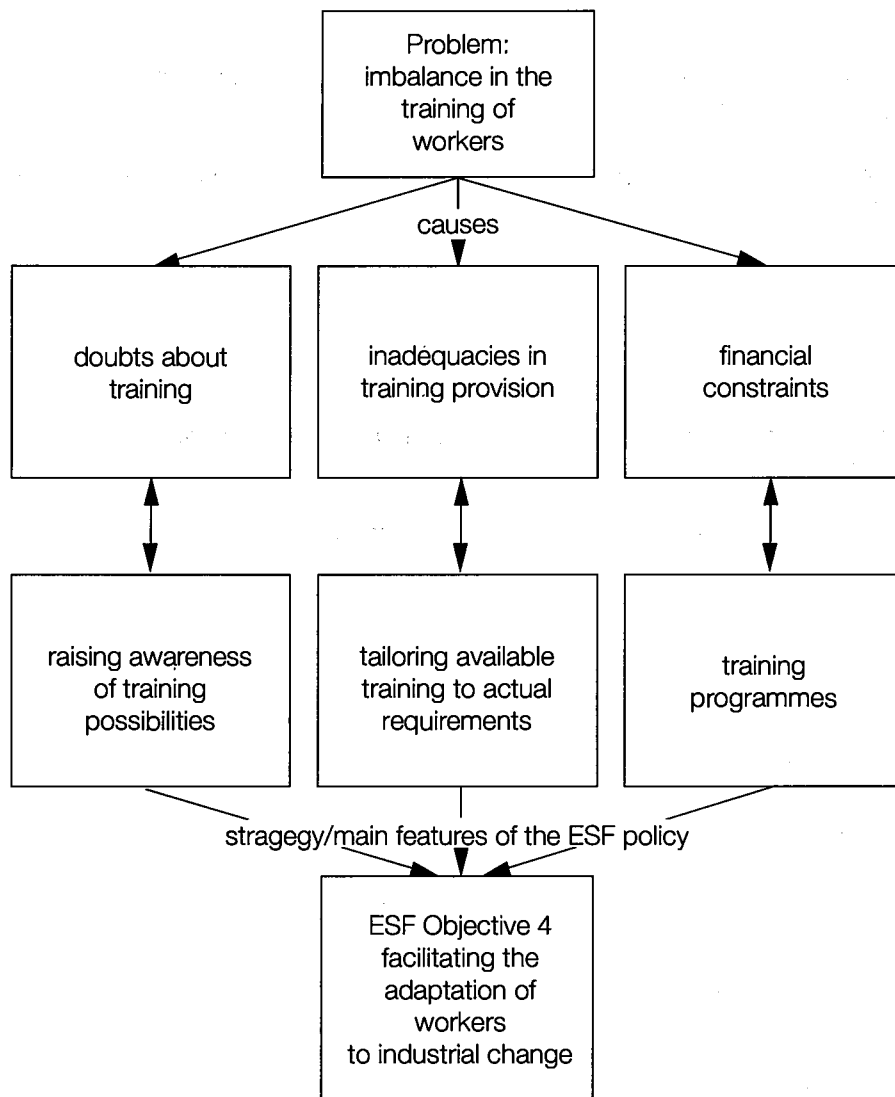 Problem:
imbalance in the
training of
workers
causes
doubts about
training
inadequacies in
training provision
financial
constraints
raising awareness
of training
possibilities
tailoring available
training to actual
requirements
training
programmes
stragegy/main features of the ESF policy
ESF Objective 4
facilitating the
adaptation of
workers
to industrial change